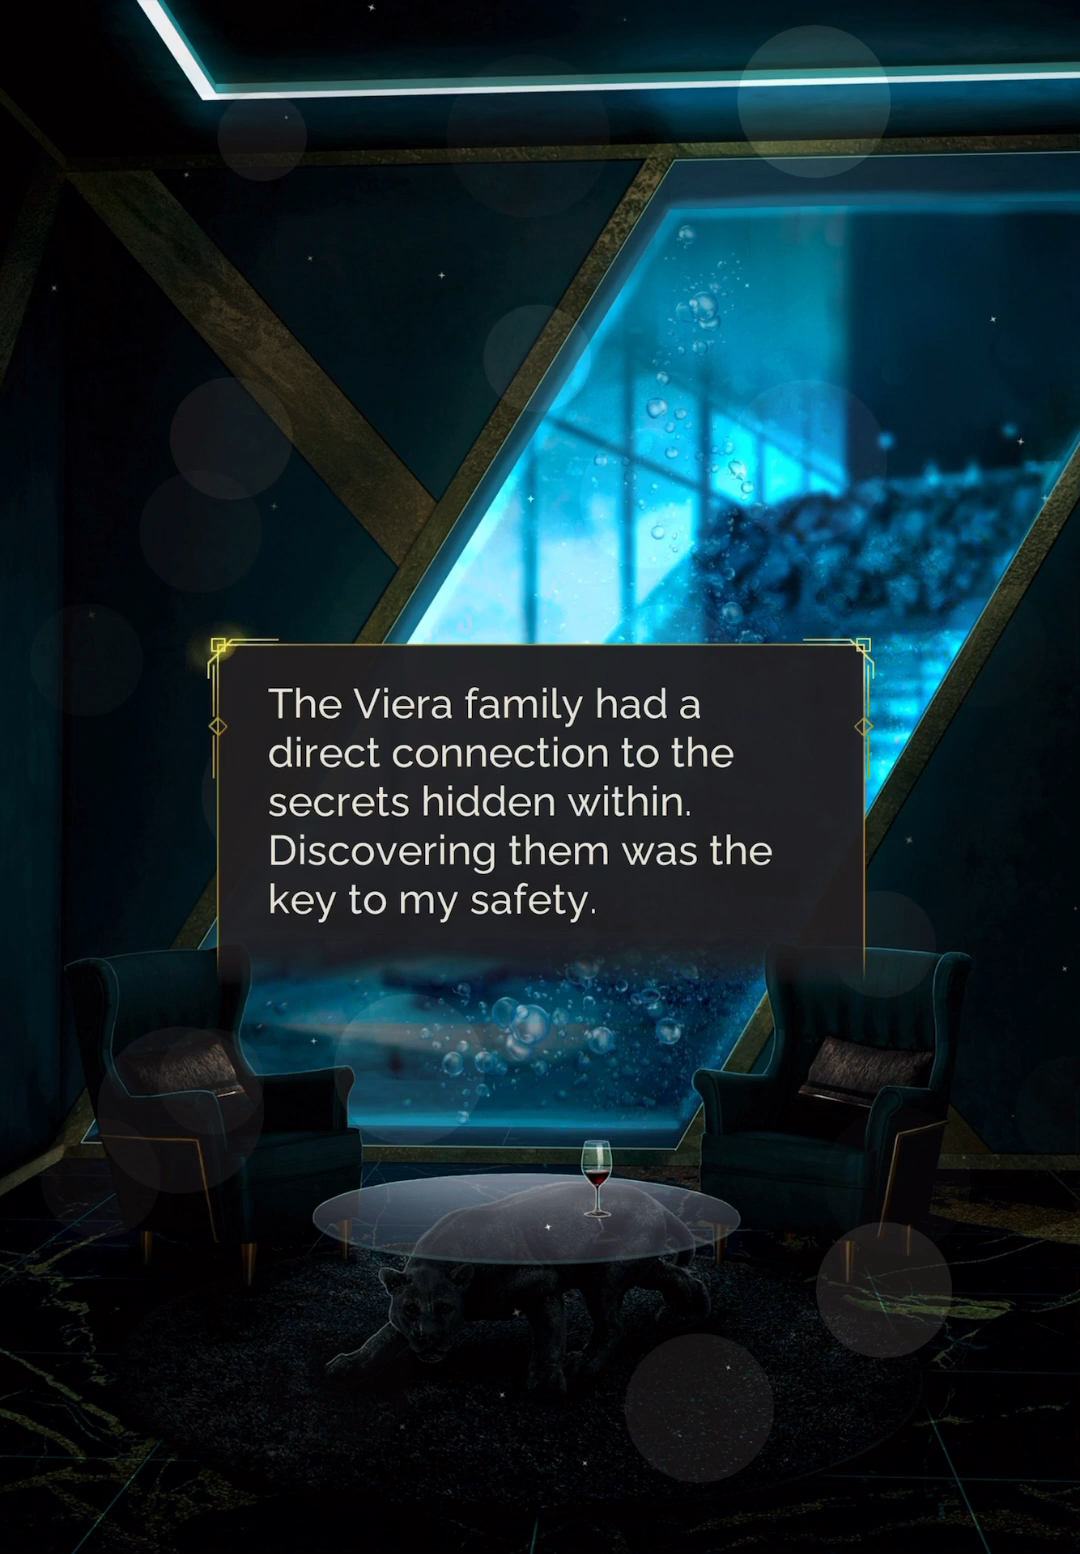 The Viera family had a
direct connection to the
secrets hidden within.
Discovering them was the
key to my safety.